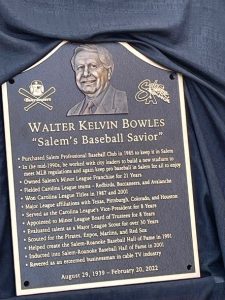 WALTER KELVIN BOWLES
"Salem's Baseball Savior"
• Purchased Salem Professional Baseball Club in 1985 to keep it in Salem
• In the mid-1990s, he worked with city leaders to build a new stadium to
meet MLB regulations and again keep pro baseball in Salem for all to enjoy
• Owned Salem's Minor League Franchise for 21 Years
• Fielded Carolina League teams - Redbirds, Buccaneers, and Avalanche
• Won Carolina League Titles in 1987 and 2001
• Major League affiliations with Texas, Pittsburgh, Colorado, and Houston
• Served as the Carolina League's Vice-President for 8 Years
• Appointed to Minor League Board of Trustees for 8 Years
• Evaluated talent as a Major League Scout for over 30 Years
• Scouted for the Pirates, Expos, Marlins, and Red Sox
• Helped create the Salem-Roanoke Baseball Hall of Fame in 1991
• Inducted into Salem-Roanoke Baseball Hall of Fame in 2001
• Revered as an esteemed businessman in cable TV industry
August 29, 1939 – February 20, 2022